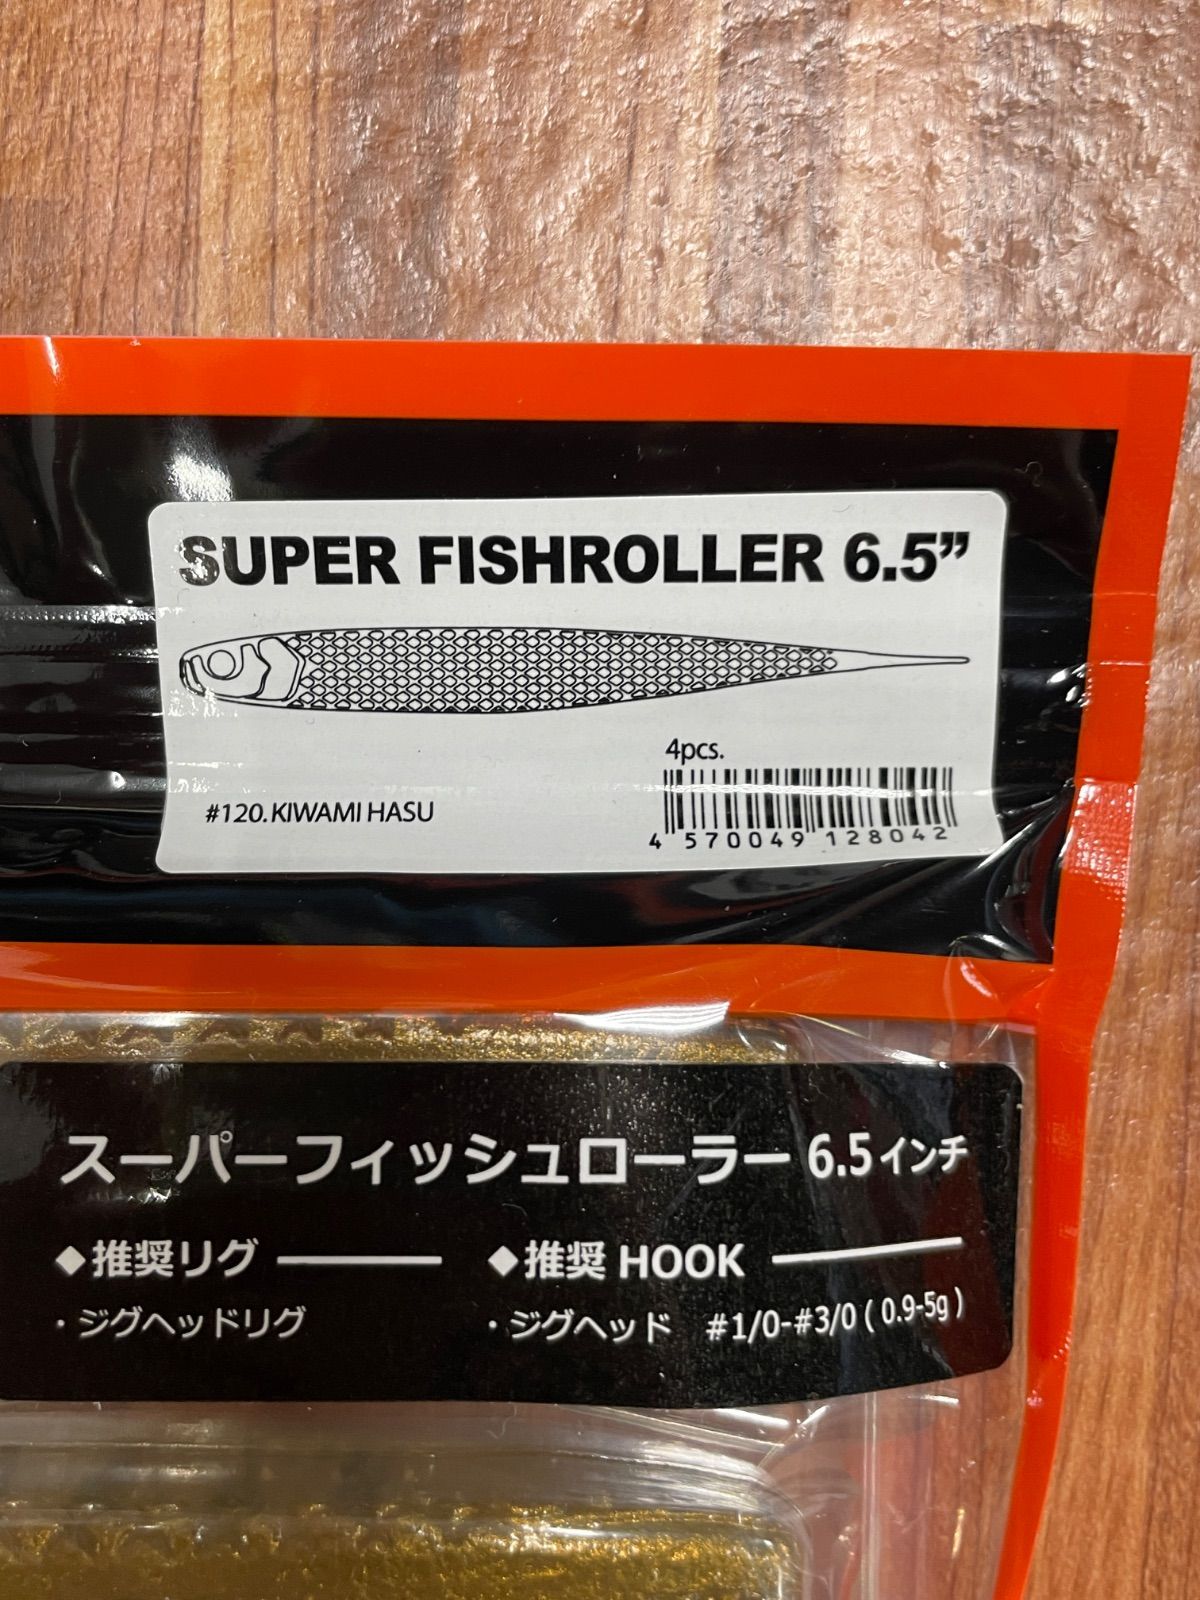 SUPER FISHROLLER 6.5”
4pcs.
#120.KIWAMI HASU
4 570049 128042
スーパーフィッシュローラー 6.5インチ
◆推奨リグ
・ジグヘッドリグ
◆推奨 HOOK
・ジグヘッド #1/0-#3/0 ( 0.9-5g )